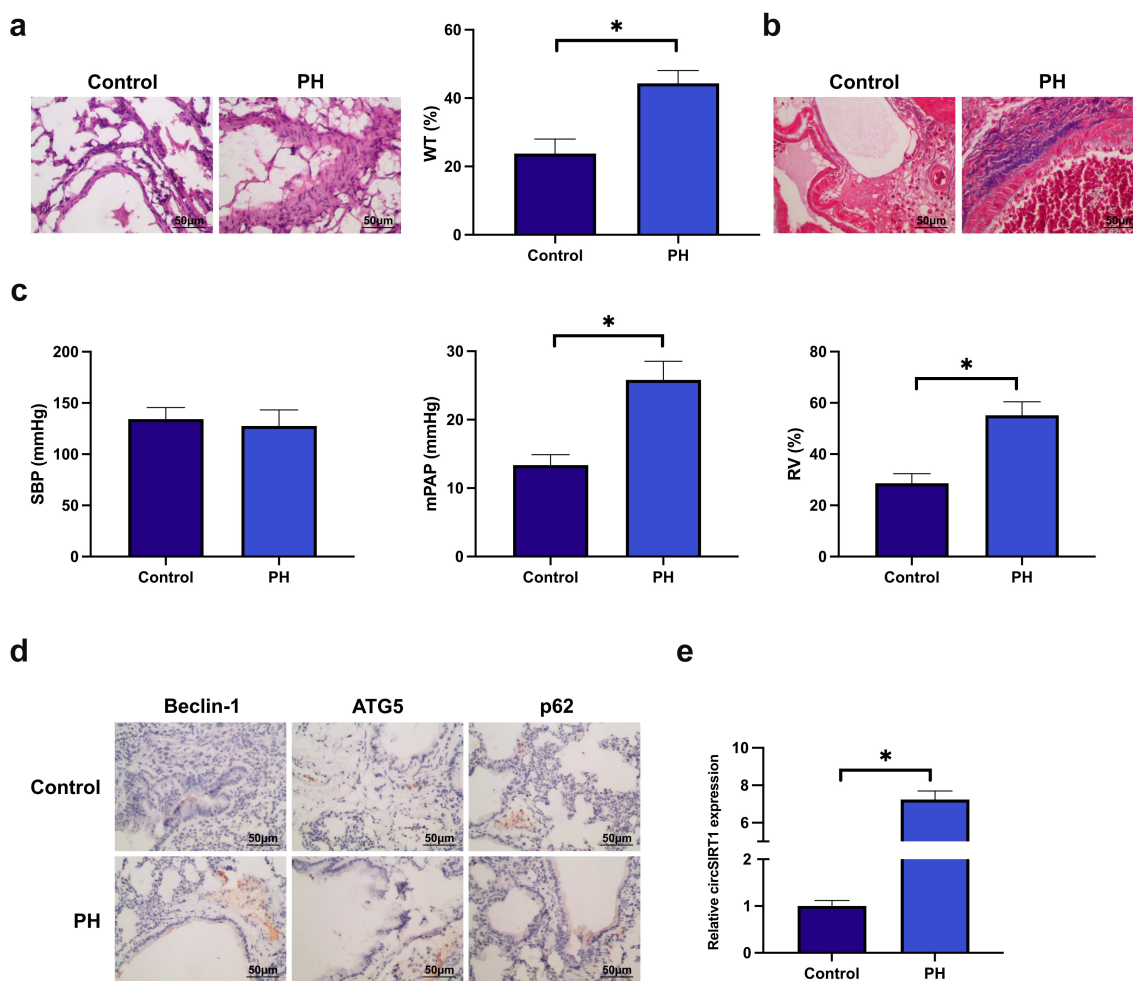 a
Control PH
50μm 50μm
WT (%)
60
40
20
0
*
Control PH
b
Control PH
50μm 50μm
c
SBP (mmHg)
200
150
100
50
0
Control PH
mPAP (mmHg)
30
20
10
0
*
Control PH
RV (%)
80
60
40
20
0
*
Control PH
d
Beclin-1 ATG5 p62
Control
50μm 50μm 50μm
PH
50μm 50μm 50μm
e
Relative circSIRT1 expression
10
8
6
2
1
0
*
Control PH